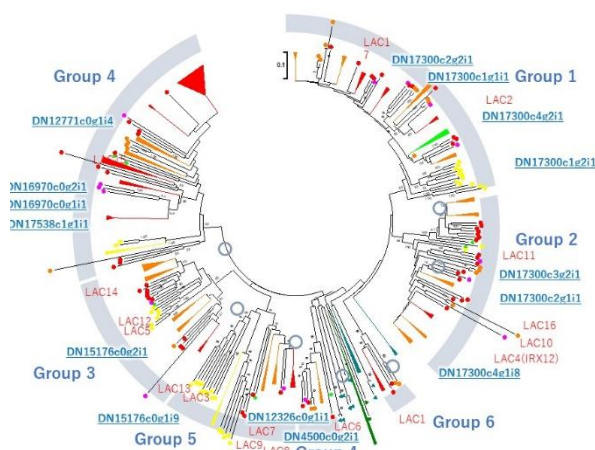 LAC1
7
DN17300c2g2i1
Group 4
DN17300c1g1i1
Group 1
0.1
LAC2
DN12771c0g1i4
DN17300c4g2i1
DN17300c1g2i1
DN16970c0g2i1
DN16970c0g1i1
DN17538c1g1i1
Group 2
LAC11
DN17300c3g2i1
LAC14
DN17300c2g1i1
LAC12
LAC5
LAC16
LAC10
DN15176c0g2i1
LAC4(IRX12)
Group 3
DN17300c4g1i8
LAC13
LAC3
DN15176c0g1i9
DN12326c0g1i1
LAC6
LAC1
Group 6
LAC7
DN4500c0g2i1
Group 5
LAC9